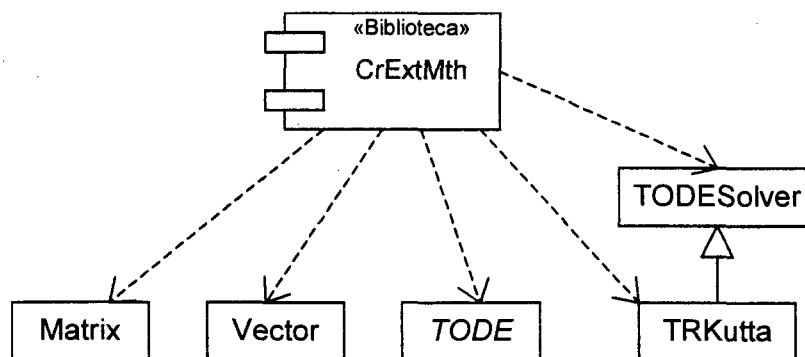 «Biblioteca»
CrExtMth
TODESolver
Matrix
Vector
TODE
TRKutta